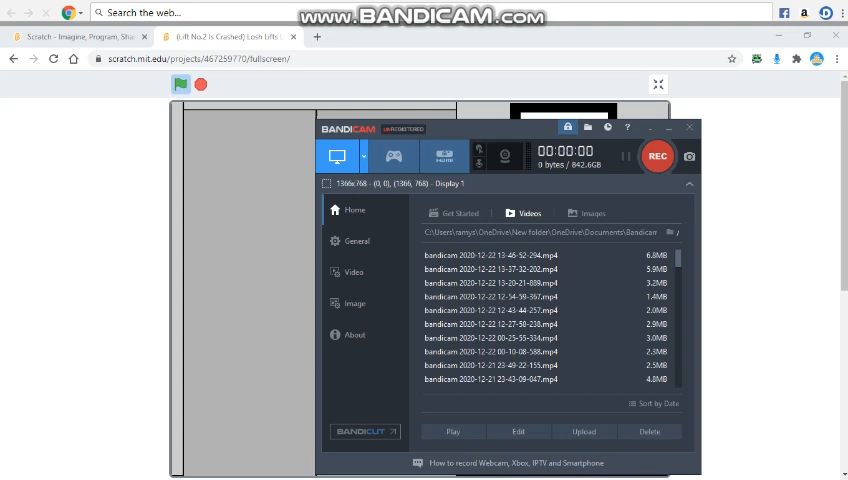 Search the web...
www.BANDICAM.com
Scratch - Imagine, Program, Shar
(Lift No.2 Is Crashed) Losh Lifts L
scratch.mit.edu/projects/467259770/fullscreen/
BANDICAM UNREGISTERED
HDMI
00:00:00
0 bytes / 842.6GB
REC
1366x768 - (0, 0), (1366, 768) - Display 1
Home
General
Video
Image
About
BANDICUT
Get Started
Videos
Images
C:\Users\ramys\OneDrive\New folder\OneDrive\Documents\Bandicam
bandicam 2020-12-22 13-46-52-294.mp4 6.8MB
bandicam 2020-12-22 13-37-32-202.mp4 5.9MB
bandicam 2020-12-22 13-20-21-889.mp4 3.2MB
bandicam 2020-12-22 12-54-59-367.mp4 1.4MB
bandicam 2020-12-22 12-43-44-257.mp4 2.0MB
bandicam 2020-12-22 12-27-58-238.mp4 2.9MB
bandicam 2020-12-22 00-25-55-334.mp4 3.0MB
bandicam 2020-12-22 00-10-08-588.mp4 2.3MB
bandicam 2020-12-21 23-49-22-155.mp4 2.5MB
bandicam 2020-12-21 23-43-09-047.mp4 4.8MB
Sort by Date
Play Edit Upload Delete
How to record Webcam, Xbox, IPTV and Smartphone